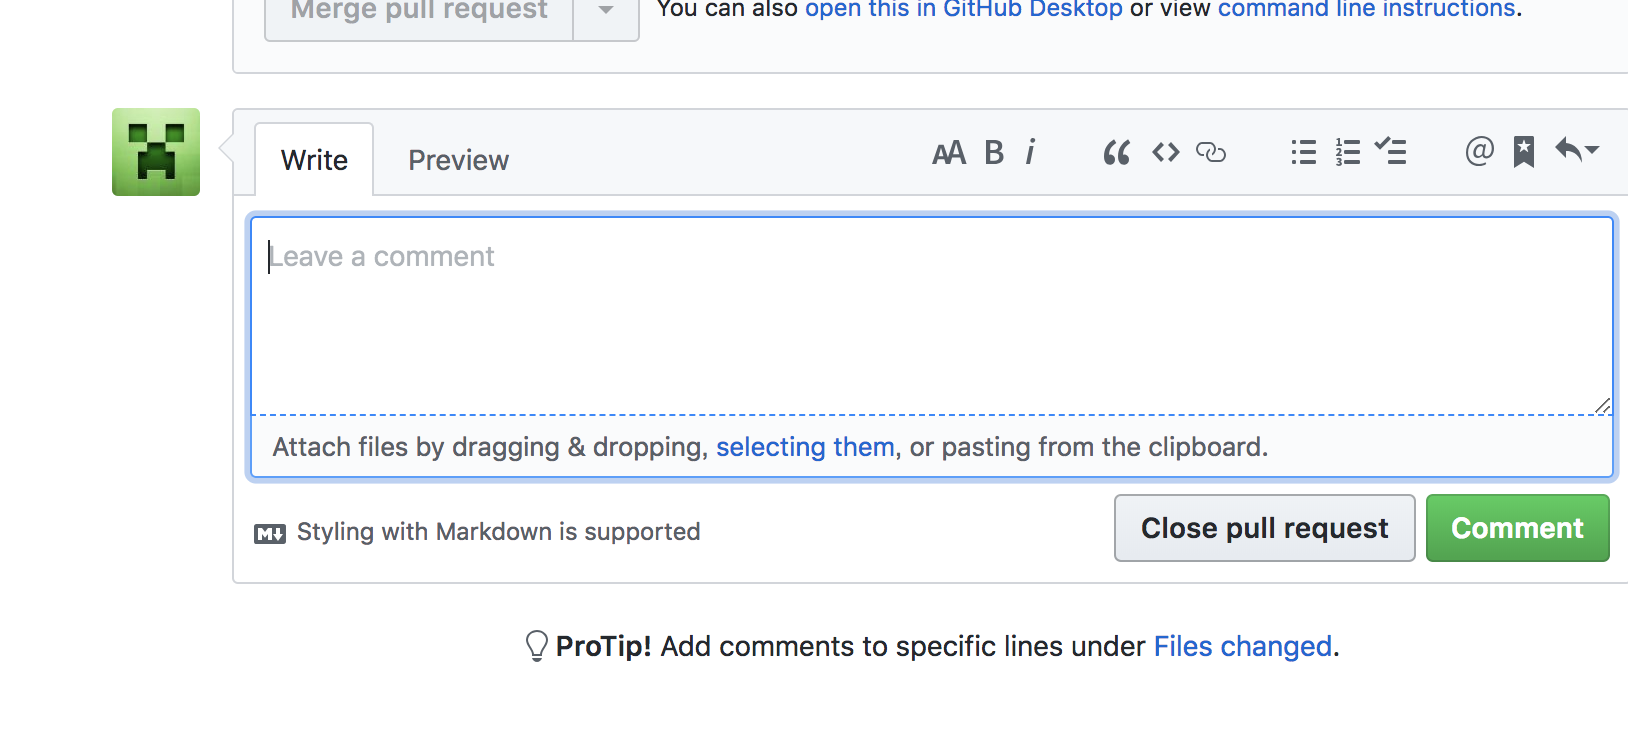 Merge pull request
You can also open this in GitHub Desktop or view command line instructions.
Write Preview
Leave a comment
Attach files by dragging & dropping, selecting them, or pasting from the clipboard.
Styling with Markdown is supported
Close pull request Comment
ProTip! Add comments to specific lines under Files changed.